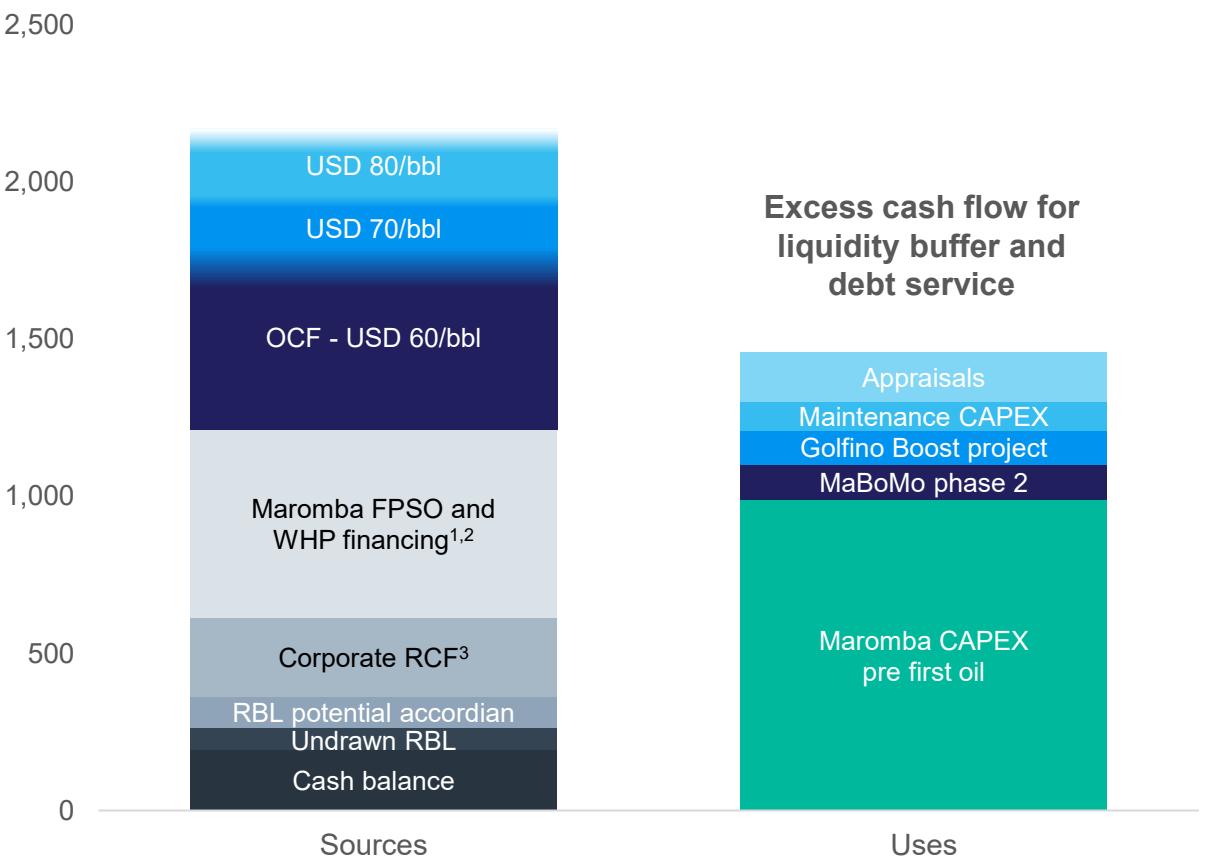 2,500
2,000
1,500
1,000
500
0
USD 80/bbl
USD 70/bbl
OCF - USD 60/bbl
Maromba FPSO and
WHP financing1,2
Corporate RCF3
RBL potential accordian
Undrawn RBL
Cash balance
Sources
Excess cash flow for
liquidity buffer and
debt service
Appraisals
Maintenance CAPEX
Golfino Boost project
MaBoMo phase 2
Maromba CAPEX
pre first oil
Uses